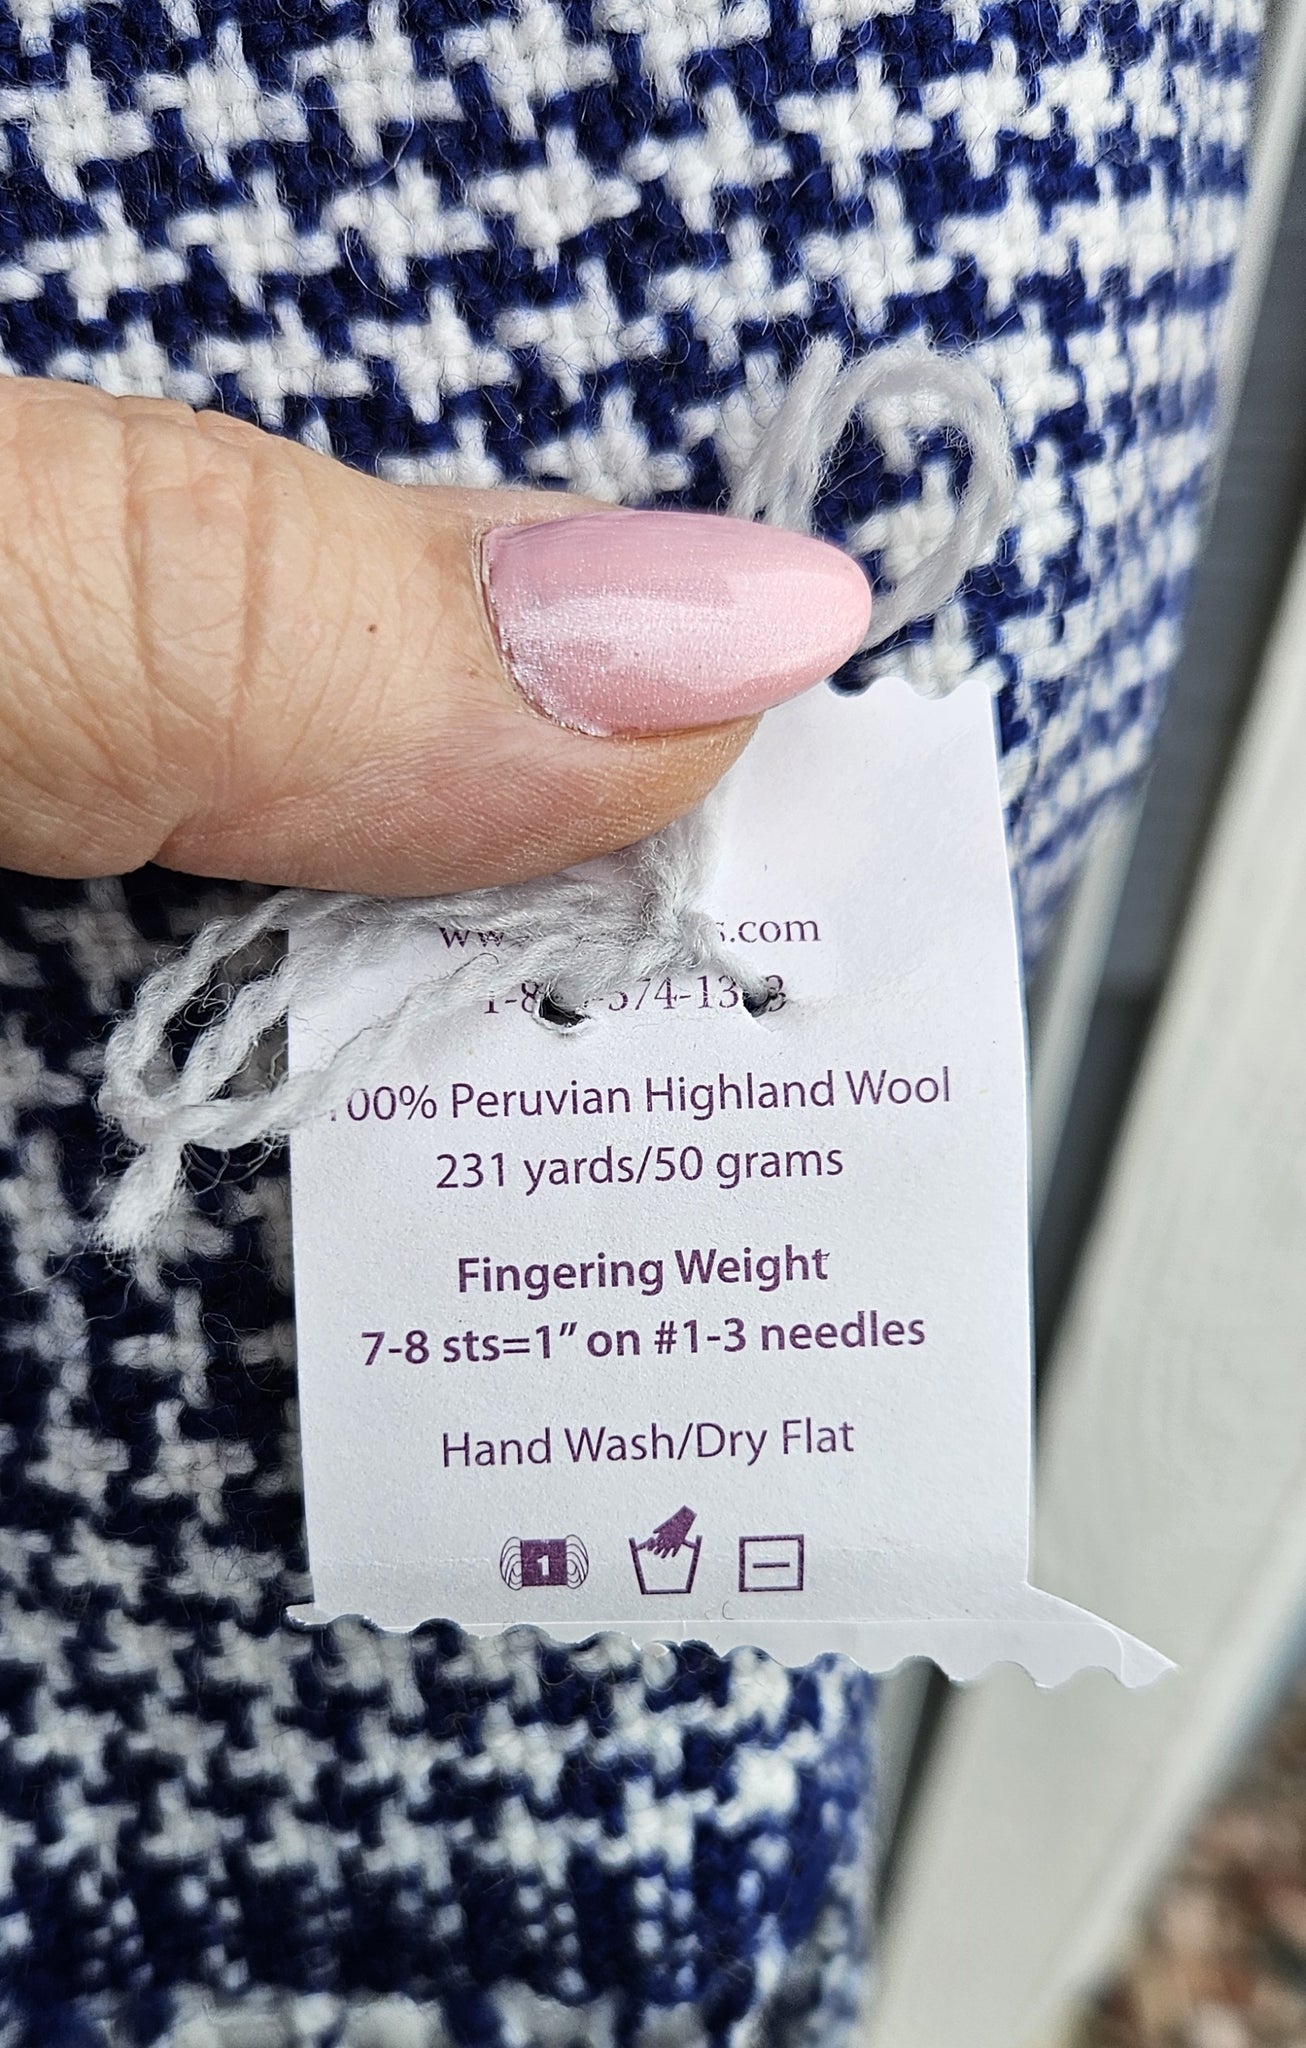 100% Peruvian Highland Wool
231 yards/50 grams
Fingering Weight
7-8 sts=1" on #1-3 needles
Hand Wash/Dry Flat
1